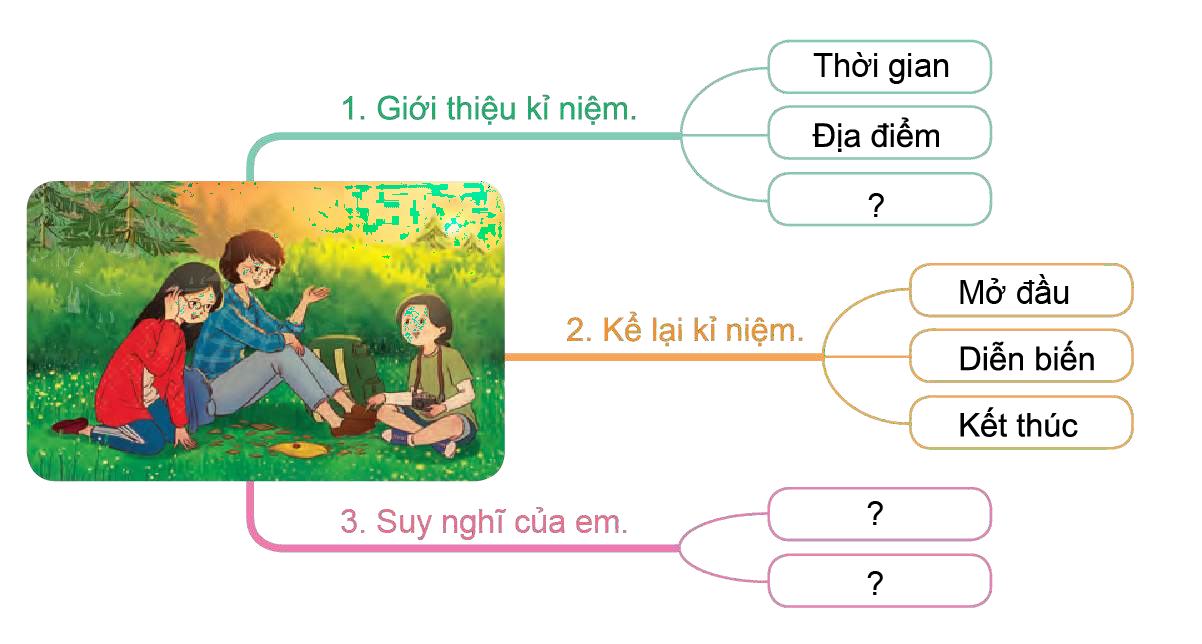 1. Giới thiệu kỉ niệm.
Thời gian
Địa điểm
?
2. Kể lại kỉ niệm.
Mở đầu
Diễn biến
Kết thúc
3. Suy nghĩ của em.
?
?